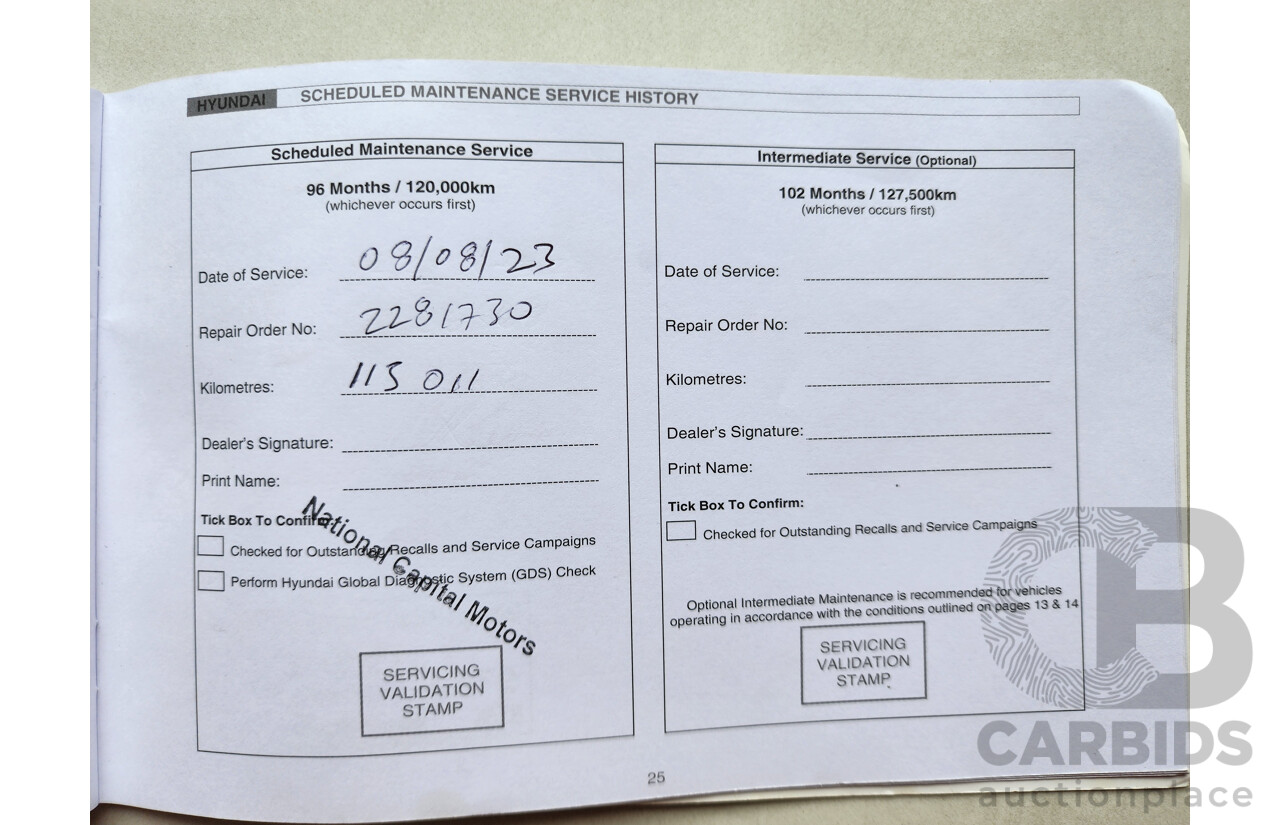 HYUNDAI SCHEDULED MAINTENANCE SERVICE HISTORY
Scheduled Maintenance Service
96 Months / 120,000km
(whichever occurs first)
Date of Service: 08/08/23
Repair Order No: 2281730
Kilometres: 113 011
Dealer's Signature:
Print Name:
Tick Box To Confirm:
Checked for Outstanding Recalls and Service Campaigns
Perform Hyundai Global Diagnostic System (GDS) Check
National Capital Motors
SERVICING
VALIDATION
STAMP
Intermediate Service (Optional)
102 Months / 127,500km
(whichever occurs first)
Date of Service:
Repair Order No:
Kilometres:
Dealer's Signature:
Print Name:
Tick Box To Confirm:
Checked for Outstanding Recalls and Service Campaigns
Optional Intermediate Maintenance is recommended for vehicles
operating in accordance with the conditions outlined on pages 13 & 14
SERVICING
VALIDATION
STAMP
25
CB
CARBIDS
auctionplace